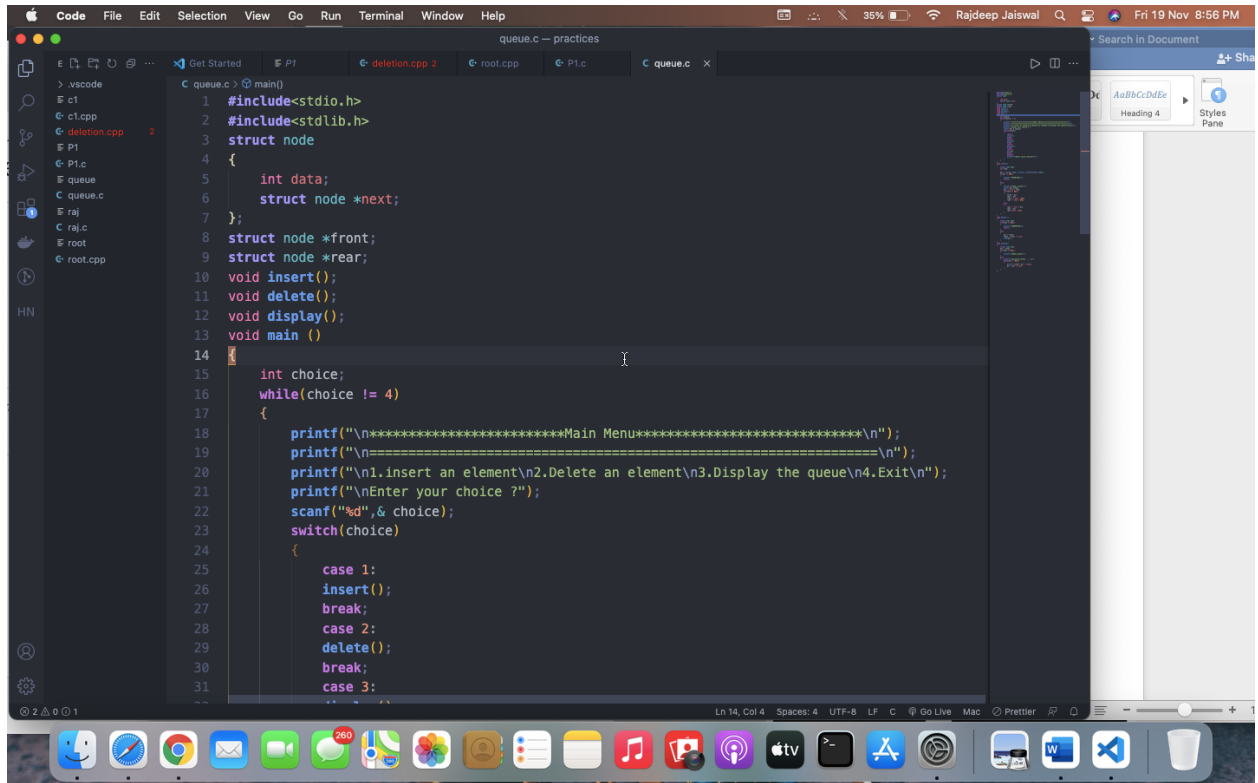 Code File Edit Selection View Go Run Terminal Window Help 35% Rajdeep Jaiswal Fri 19 Nov 8:56 PM
queue.c — practices
Search in Document
E
Get Started P1 deletion.cpp 2 root.cpp P1.c queue.c
.vscode
c1
c1.cpp
deletion.cpp 2
P1
P1.c
queue
queue.c
raj
raj.c
root
root.cpp
HN
C queue.c > main()
1 #include<stdio.h>
2 #include<stdlib.h>
3 struct node
4 {
5 int data;
6 struct node *next;
7 };
8 struct node *front;
9 struct node *rear;
10 void insert();
11 void delete();
12 void display();
13 void main ()
14 {
15 int choice;
16 while(choice != 4)
17 {
18 printf("\n*************************Main Menu*****************************\n");
19 printf("\n=================================================================\n");
20 printf("\n1.insert an element\n2.Delete an element\n3.Display the queue\n4.Exit\n");
21 printf("\nEnter your choice ?");
22 scanf("%d",& choice);
23 switch(choice)
24 {
25 case 1:
26 insert();
27 break;
28 case 2:
29 delete();
30 break;
31 case 3:
AaBbCcDdEe
Heading 4
Styles
Pane
2 0 1 Ln 14, Col 4 Spaces: 4 UTF-8 LF C Go Live Mac Prettier
260
tv
W